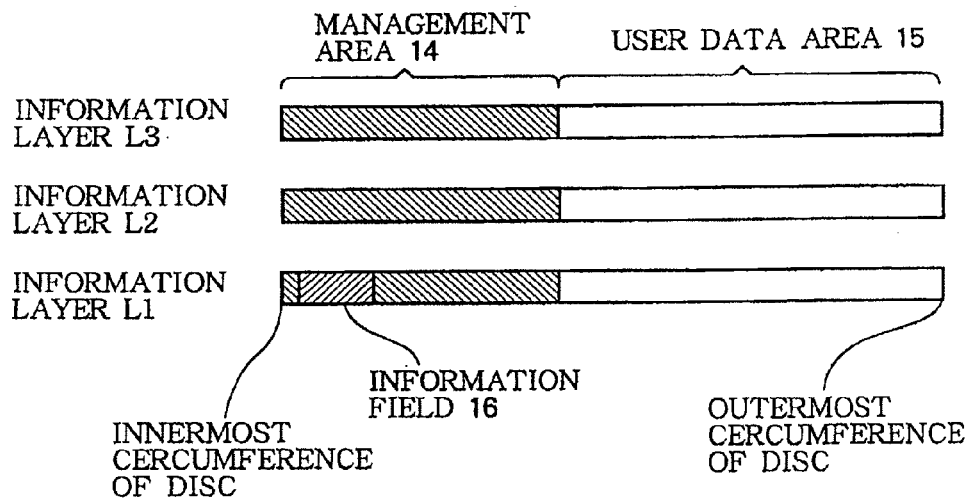 MANAGEMENT
AREA 14
USER DATA AREA 15
INFORMATION
LAYER L3
INFORMATION
LAYER L2
INFORMATION
LAYER L1
INFORMATION
FIELD 16
INNERMOST
CERCUMFERENCE
OF DISC
OUTERMOST
CERCUMFERENCE
OF DISC